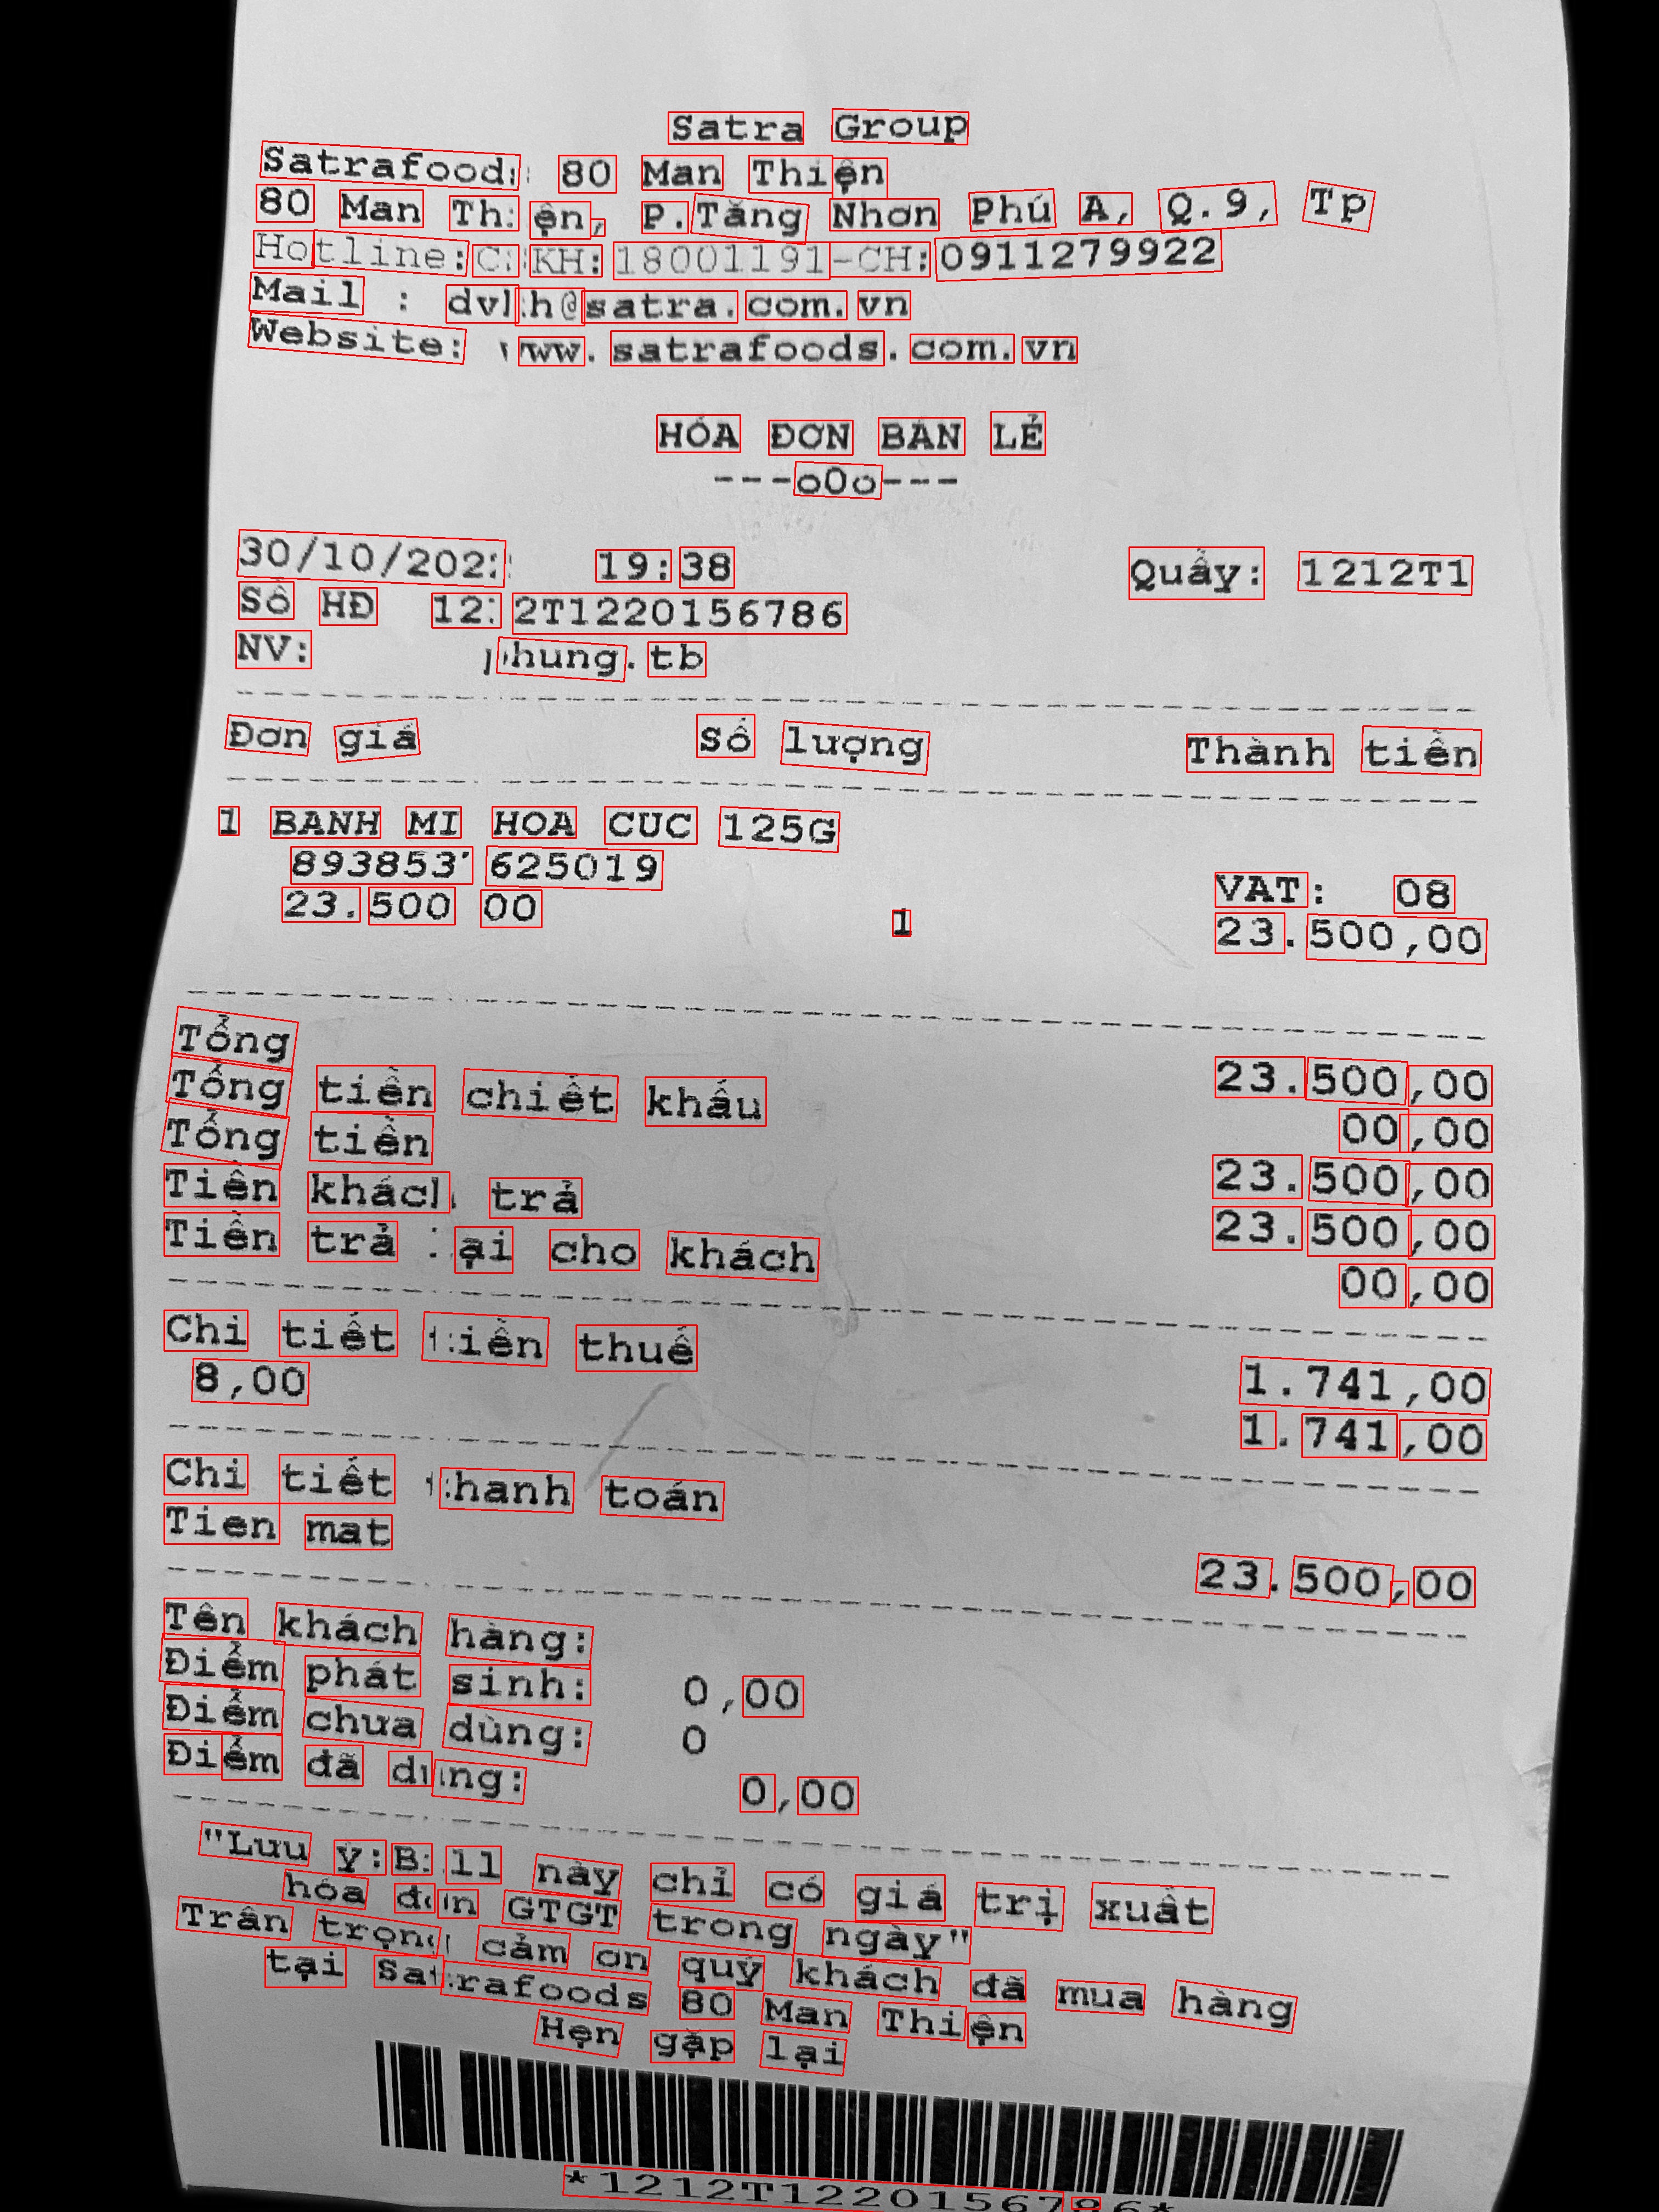 Satra Group
Satrafoods 80 Man Thiện
80 Man Thiện, P.Tăng Nhơn Phú A, Q.9, Tp
Hotline:CSKH:18001191-CH:0911279922
Mail : dvkh@satra.com.vn
Website: www.satrafoods.com.vn
HÓA ĐƠN BÁN LẺ
---oOo---
30/10/2022 19:38 Quầy: 1212T1
Số HĐ 1212T1220156786
NV: phung.tb
Đơn giá Số lượng Thành tiền
1 BANH MI HOA CUC 125G
893853 625019 VAT: 08
23.500 00 1 23.500,00
Tổng 23.500,00
Tổng tiền chiết khấu 00,00
Tổng tiền 23.500,00
Tiền khách trả 23.500,00
Tiền trả lại cho khách 00,00
Chi tiết tiền thuế 1.741,00
8,00 1.741,00
Chi tiết thanh toán
Tien mat 23.500,00
Tên khách hàng:
Điểm phát sinh: 0,00
Điểm chưa dùng: 0
Điểm đã dùng: 0,00
"Lưu ý:Bill này chỉ có giá trị xuất
hóa đơn GTGT trong ngày"
Trân trọng cảm ơn quý khách đã mua hàng
tại Satrafoods 80 Man Thiện
Hẹn gặp lại
*1212T1220156786*